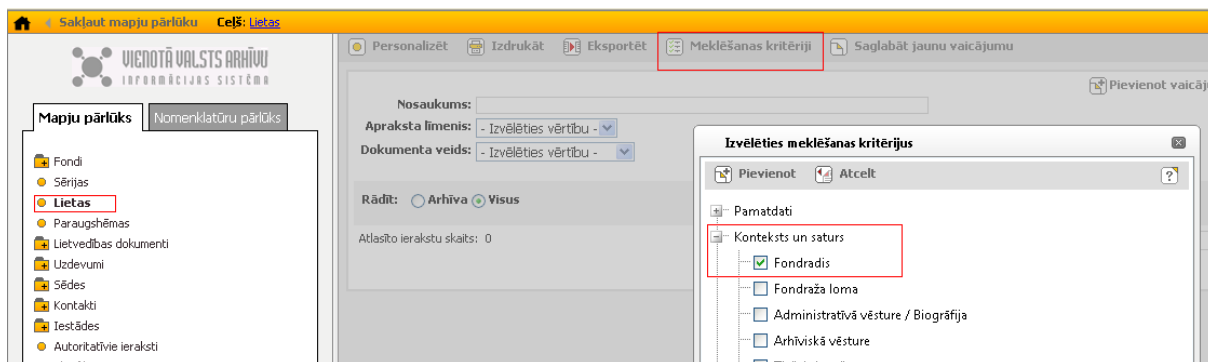 Sakļaut mapju pārlūku Ceļš: Lietas
VIENOTĀ VALSTS ARHĪVU
INFORMĀCIJAS SISTĒMA
Mapju pārlūks Nomenklatūru pārlūks
Fondi
Sērijas
Lietas
Paraugshēmas
Lietvedības dokumenti
Uzdevumi
Sēdes
Kontakti
Iestādes
Autoritatīvie ieraksti
Personalizēt Izdrukāt Eksportēt Meklēšanas kritēriji Saglabāt jaunu vaicājumu
Pievienot
Nosaukums:
Apraksta līmenis: - Izvēlēties vērtību -
Dokumenta veids: - Izvēlēties vērtību -
Rādīt: Arhīva Visus
Atlasīto ierakstu skaits: 0
Izvēlēties meklēšanas kritērijus
Pievienot Atcelt
Pamatdati
Konteksts un saturs
Fondradis
Fondraža loma
Administratīvā vēsture / Biogrāfija
Arhīviskā vēsture